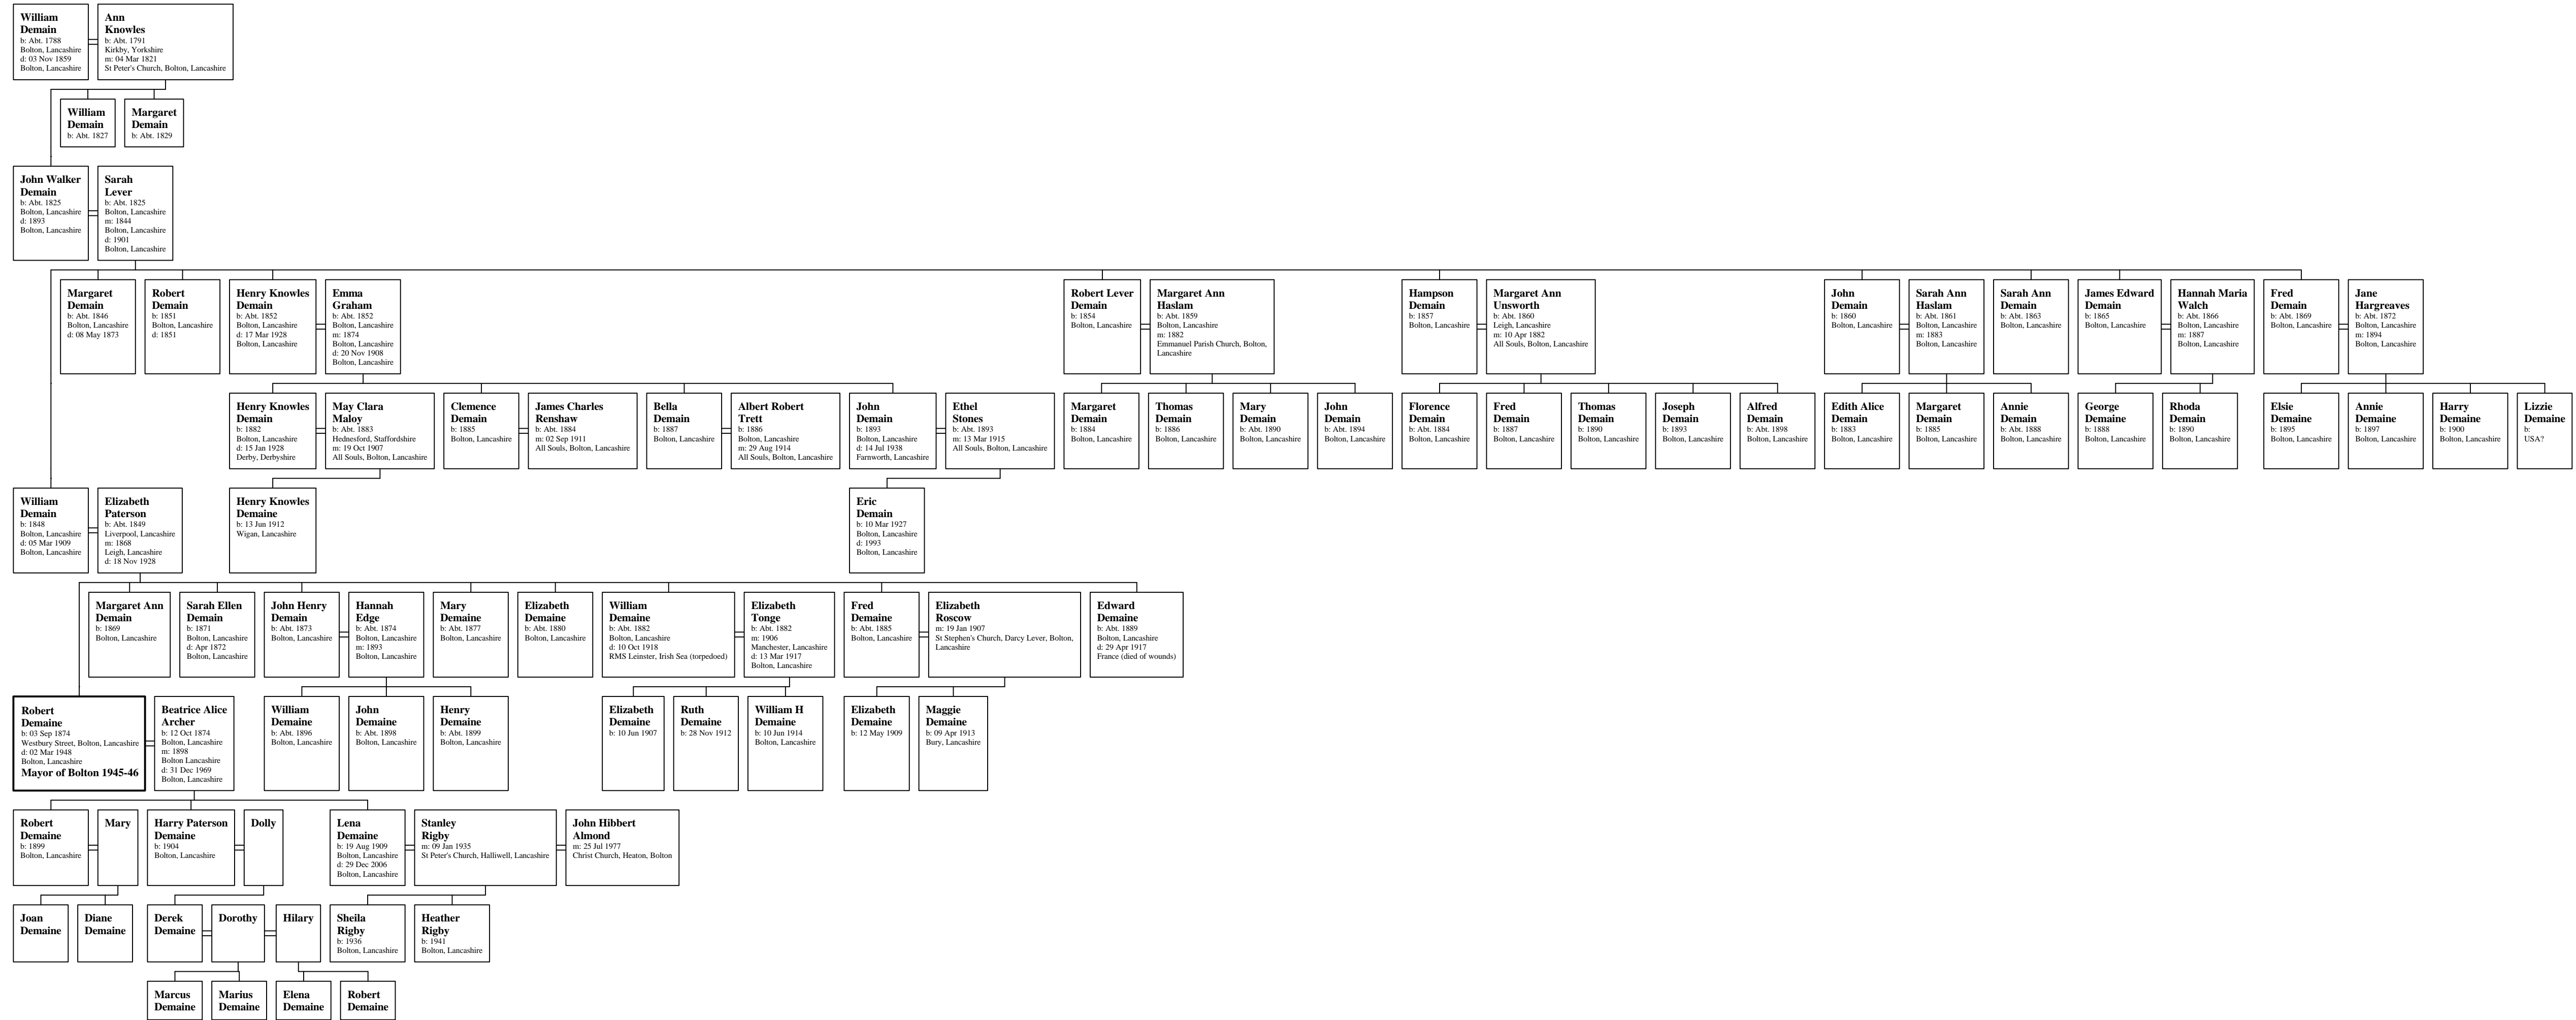 William
Demain
b: Abt. 1788
Bolton, Lancashire
d: 03 Nov 1859
Bolton, Lancashire
Ann
Knowles
b: Abt. 1791
Kirkby, Yorkshire
m: 04 Mar 1821
St Peter's Church, Bolton, Lancashire
William
Demain
b: Abt. 1827
Margaret
Demain
b: Abt. 1829
John Walker
Demain
b: Abt. 1825
Bolton, Lancashire
d: 1893
Bolton, Lancashire
Sarah
Lever
b: Abt. 1825
Bolton, Lancashire
m: 1844
Bolton, Lancashire
d: 1901
Bolton, Lancashire
Margaret
Demain
b: Abt. 1846
Bolton, Lancashire
d: 08 May 1873
Robert
Demain
b: 1851
Bolton, Lancashire
d: 1851
Henry Knowles
Demain
b: Abt. 1852
Bolton, Lancashire
d: 17 Mar 1928
Bolton, Lancashire
Emma
Graham
b: Abt. 1852
Bolton, Lancashire
m: 1874
Bolton, Lancashire
d: 20 Nov 1908
Bolton, Lancashire
Robert Lever
Demain
b: 1854
Bolton, Lancashire
Margaret Ann
Haslam
b: Abt. 1859
Bolton, Lancashire
m: 1882
Emmanuel Parish Church, Bolton,
Lancashire
Hampson
Demain
b: 1857
Bolton, Lancashire
Margaret Ann
Unsworth
b: Abt. 1860
Leigh, Lancashire
m: 10 Apr 1882
All Souls, Bolton, Lancashire
John
Demain
b: 1860
Bolton, Lancashire
Sarah Ann
Haslam
b: Abt. 1861
Bolton, Lancashire
m: 1883
Bolton, Lancashire
Sarah Ann
Demain
b: Abt. 1863
Bolton, Lancashire
James Edward
Demain
b: 1865
Bolton, Lancashire
Hannah Maria
Walch
b: Abt. 1866
Bolton, Lancashire
m: 1887
Bolton, Lancashire
Fred
Demain
b: Abt. 1869
Bolton, Lancashire
Jane
Hargreaves
b: Abt. 1872
Bolton, Lancashire
m: 1894
Bolton, Lancashire
Henry Knowles
Demain
b: 1882
Bolton, Lancashire
d: 15 Jan 1928
Derby, Derbyshire
May Clara
Maloy
b: Abt. 1883
Hednesford, Staffordshire
m: 19 Oct 1907
All Souls, Bolton, Lancashire
Clemence
Demain
b: 1885
Bolton, Lancashire
James Charles
Renshaw
b: Abt. 1884
m: 02 Sep 1911
All Souls, Bolton, Lancashire
Bella
Demain
b: 1887
Bolton, Lancashire
Albert Robert
Trett
b: 1886
Bolton, Lancashire
m: 29 Aug 1914
All Souls, Bolton, Lancashire
John
Demain
b: 1893
Bolton, Lancashire
d: 14 Jul 1938
Farnworth, Lancashire
Ethel
Stones
b: Abt. 1893
m: 13 Mar 1915
All Souls, Bolton, Lancashire
Margaret
Demain
b: 1884
Bolton, Lancashire
Thomas
Demain
b: 1886
Bolton, Lancashire
Mary
Demain
b: Abt. 1890
Bolton, Lancashire
John
Demain
b: Abt. 1894
Bolton, Lancashire
Florence
Demain
b: Abt. 1884
Bolton, Lancashire
Fred
Demain
b: 1887
Bolton, Lancashire
Thomas
Demain
b: 1890
Bolton, Lancashire
Joseph
Demain
b: 1893
Bolton, Lancashire
Alfred
Demain
b: Abt. 1898
Bolton, Lancashire
Edith Alice
Demain
b: 1883
Bolton, Lancashire
Margaret
Demain
b: 1885
Bolton, Lancashire
Annie
Demain
b: Abt. 1888
Bolton, Lancashire
George
Demaine
b: 1888
Bolton, Lancashire
Rhoda
Demain
b: 1890
Bolton, Lancashire
Elsie
Demaine
b: 1895
Bolton, Lancashire
Annie
Demaine
b: 1897
Bolton, Lancashire
Harry
Demaine
b: 1900
Bolton, Lancashire
Lizzie
Demaine
b:
USA?
William
Demain
b: 1848
Bolton, Lancashire
d: 05 Mar 1909
Bolton, Lancashire
Elizabeth
Paterson
b: Abt. 1849
Liverpool, Lancashire
m: 1868
Leigh, Lancashire
d: 18 Nov 1928
Henry Knowles
Demaine
b: 13 Jun 1912
Wigan, Lancashire
Eric
Demain
b: 10 Mar 1927
Bolton, Lancashire
d: 1993
Bolton, Lancashire
Margaret Ann
Demain
b: 1869
Bolton, Lancashire
Sarah Ellen
Demain
b: 1871
Bolton, Lancashire
d: Apr 1872
Bolton, Lancashire
John Henry
Demain
b: Abt. 1873
Bolton, Lancashire
Hannah
Edge
b: Abt. 1874
Bolton, Lancashire
m: 1893
Bolton, Lancashire
Mary
Demaine
b: Abt. 1877
Bolton, Lancashire
Elizabeth
Demaine
b: Abt. 1880
Bolton, Lancashire
William
Demaine
b: Abt. 1882
Bolton, Lancashire
d: 10 Oct 1918
RMS Leinster, Irish Sea (torpedoed)
Elizabeth
Tonge
b: Abt. 1882
m: 1906
Manchester, Lancashire
d: 13 Mar 1917
Bolton, Lancashire
Fred
Demaine
b: Abt. 1885
Bolton, Lancashire
Elizabeth
Roscow
m: 19 Jan 1907
St Stephen's Church, Darcy Lever, Bolton,
Lancashire
Edward
Demaine
b: Abt. 1889
Bolton, Lancashire
d: 29 Apr 1917
France (died of wounds)
Robert
Demaine
b: 03 Sep 1874
Westbury Street, Bolton, Lancashire
d: 02 Mar 1948
Bolton, Lancashire
Mayor of Bolton 1945-46
Beatrice Alice
Archer
b: 12 Oct 1874
Bolton, Lancashire
m: 1898
Bolton Lancashire
d: 31 Dec 1969
Bolton, Lancashire
William
Demaine
b: Abt. 1896
Bolton, Lancashire
John
Demaine
b: Abt. 1898
Bolton, Lancashire
Henry
Demaine
b: Abt. 1899
Bolton, Lancashire
Elizabeth
Demaine
b: 10 Jun 1907
Ruth
Demaine
b: 28 Nov 1912
William H
Demaine
b: 10 Jun 1914
Bolton, Lancashire
Elizabeth
Demaine
b: 12 May 1909
Maggie
Demaine
b: 09 Apr 1913
Bury, Lancashire
Robert
Demaine
b: 1899
Bolton, Lancashire
Mary
Harry Paterson
Demaine
b: 1904
Bolton, Lancashire
Dolly
Lena
Demaine
b: 19 Aug 1909
Bolton, Lancashire
d: 29 Dec 2006
Bolton, Lancashire
Stanley
Rigby
m: 09 Jan 1935
St Peter's Church, Halliwell, Lancashire
John Hibbert
Almond
m: 25 Jul 1977
Christ Church, Heaton, Bolton
Joan
Demaine
Diane
Demaine
Derek
Demaine
Dorothy
Hilary
Sheila
Rigby
b: 1936
Bolton, Lancashire
Heather
Rigby
b: 1941
Bolton, Lancashire
Marcus
Demaine
Marius
Demaine
Elena
Demaine
Robert
Demaine